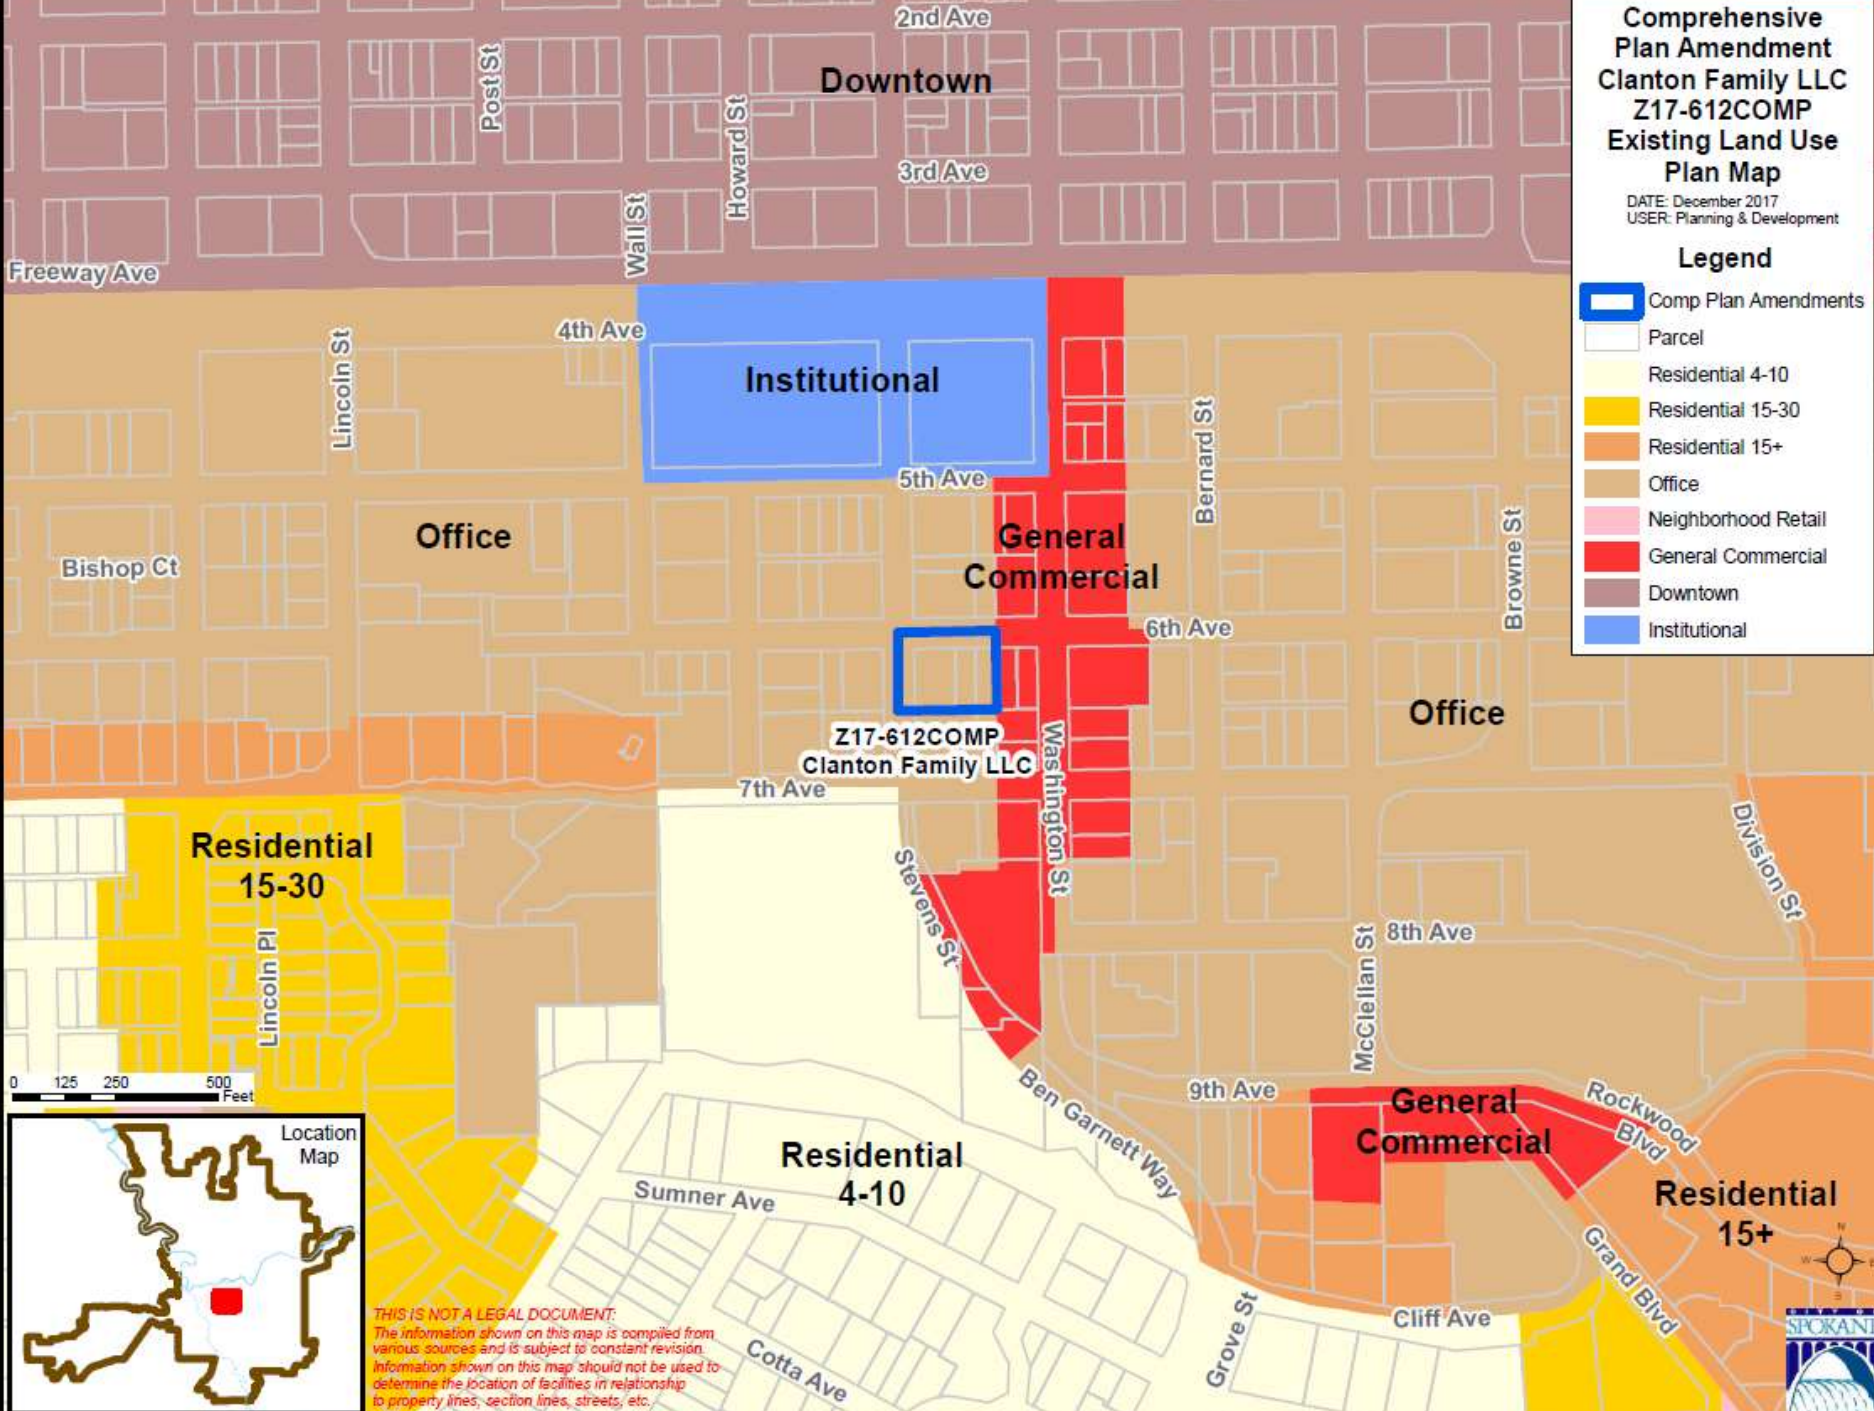 2nd Ave
Downtown
Post St
Howard St
3rd Ave
Wall St
Freeway Ave
4th Ave
Lincoln St
Institutional
Bernard St
5th Ave
Office
General
Commercial
Bishop Ct
Browne St
6th Ave
Office
Z17-612COMP
Clanton Family LLC
Washington St
7th Ave
Residential
15-30
Stevens St
Division St
Lincoln Pl
8th Ave
McClellan St
9th Ave
Ben Garnett Way
General
Commercial
Rockwood
Blvd
Residential
4-10
Sumner Ave
Residential
15+
Grand Blvd
Cliff Ave
Grove St
Cotta Ave
Comprehensive
Plan Amendment
Clanton Family LLC
Z17-612COMP
Existing Land Use
Plan Map
DATE: December 2017
USER: Planning & Development
Legend
Comp Plan Amendments
Parcel
Residential 4-10
Residential 15-30
Residential 15+
Office
Neighborhood Retail
General Commercial
Downtown
Institutional
0 125 250 500
Feet
Location
Map
THIS IS NOT A LEGAL DOCUMENT:
The information shown on this map is compiled from
various sources and is subject to constant revision.
Information shown on this map should not be used to
determine the location of facilities in relationship
to property lines, section lines, streets, etc.
N
W
S